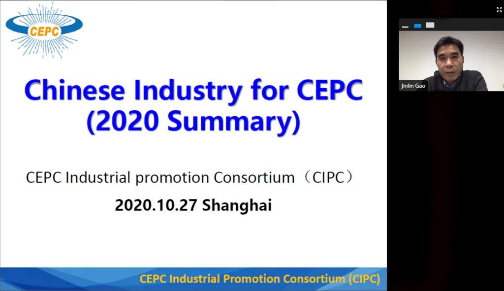 CEPC
Chinese Industry for CEPC
(2020 Summary)
CEPC Industrial promotion Consortium（CIPC）
2020.10.27 Shanghai
CEPC Industrial Promotion Consortium (CIPC)
Jinlin Gao